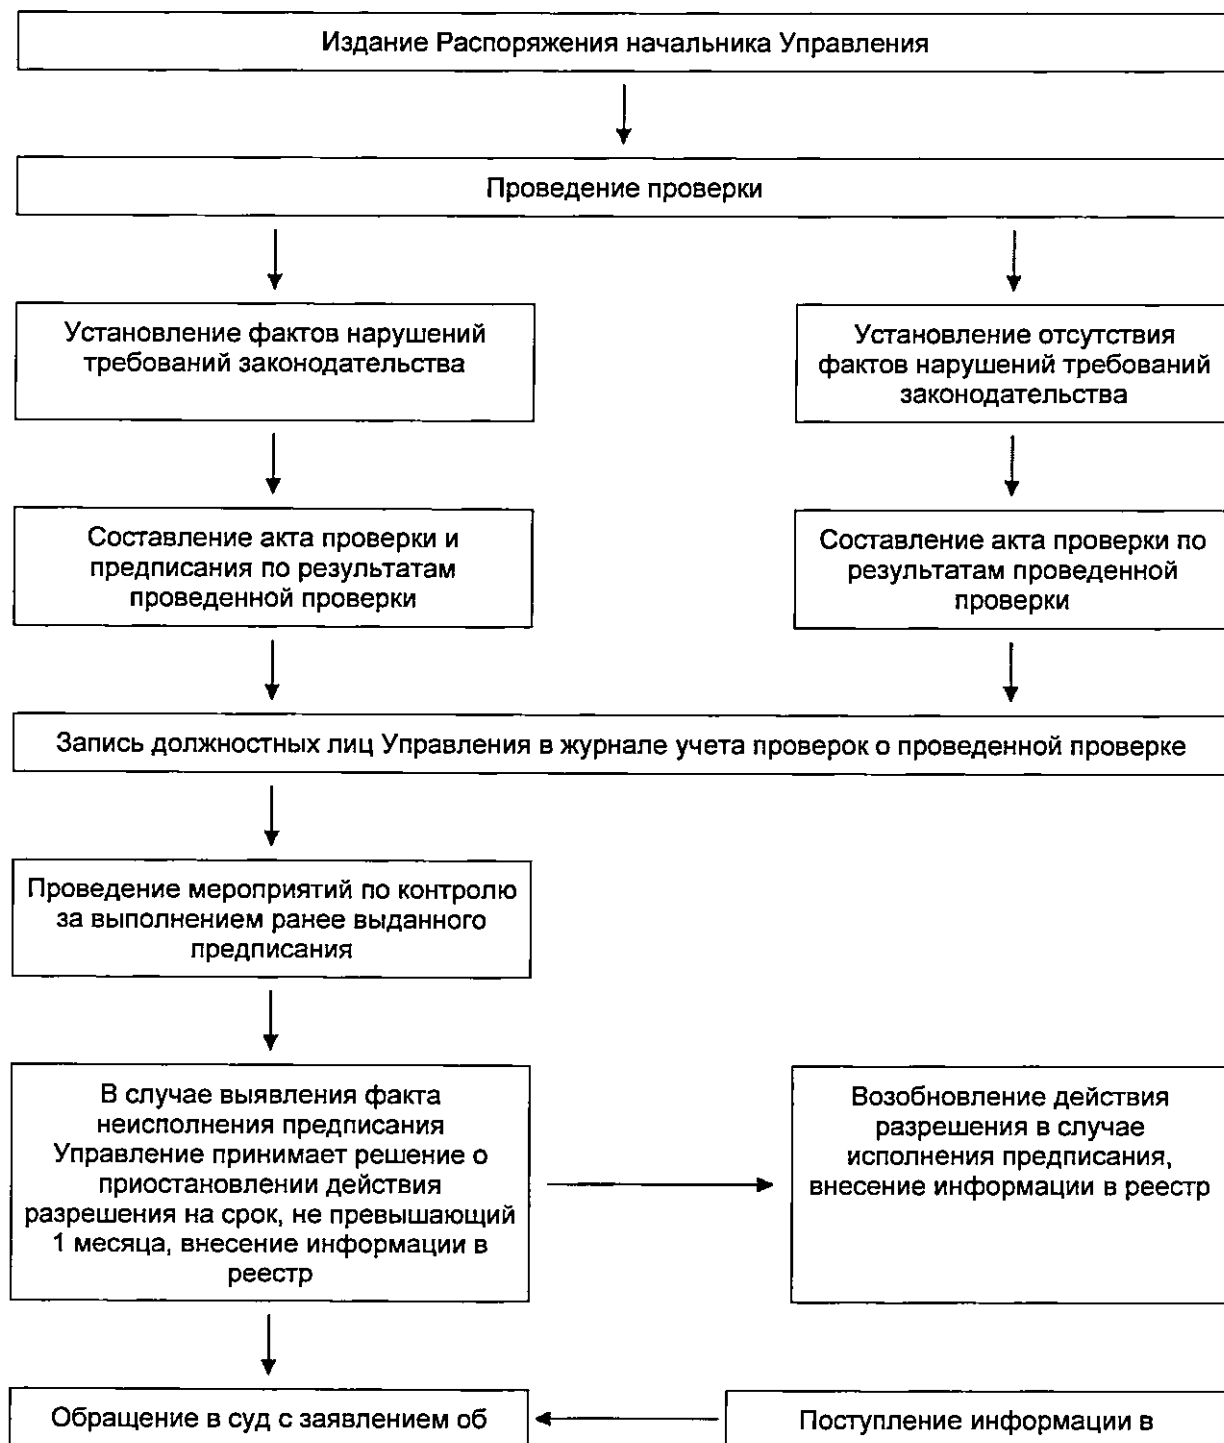 Издание Распоряжения начальника Управления
Проведение проверки
Установление фактов нарушений
требований законодательства
Установление отсутствия
фактов нарушений требований
законодательства
Составление акта проверки и
предписания по результатам
проведенной проверки
Составление акта проверки по
результатам проведенной
проверки
Запись должностных лиц Управления в журнале учета проверок о проведенной проверке
Проведение мероприятий по контролю
за выполнением ранее выданного
предписания
В случае выявления факта
неисполнения предписания
Управление принимает решение о
приостановлении действия
разрешения на срок, не превышающий
1 месяца, внесение информации в
реестр
Возобновление действия
разрешения в случае
исполнения предписания,
внесение информации в реестр
Обращение в суд с заявлением об
Поступление информации в